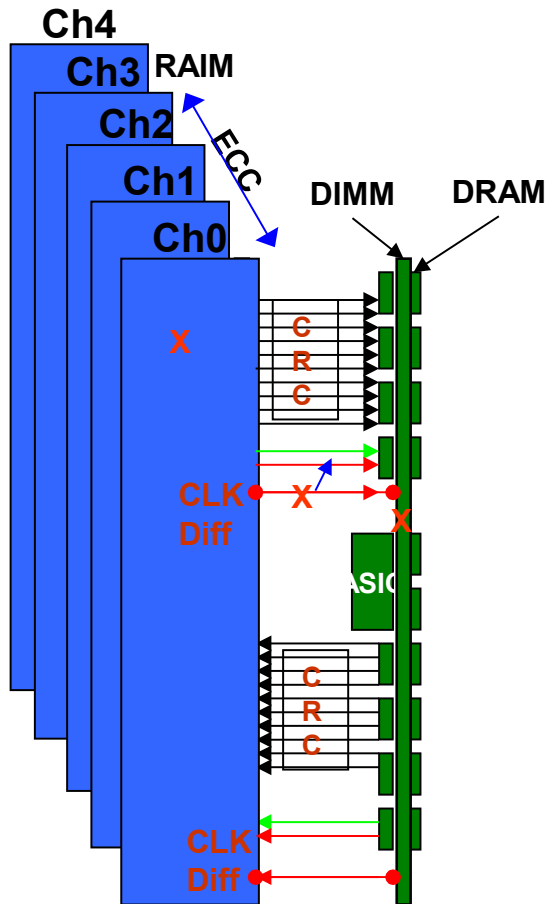 Ch4
Ch3
RAIM
Ch2
ECC
Ch1
DIMM
DRAM
Ch0
X
C
R
C
CLK
X
Diff
X
ASIC
C
R
C
CLK
Diff